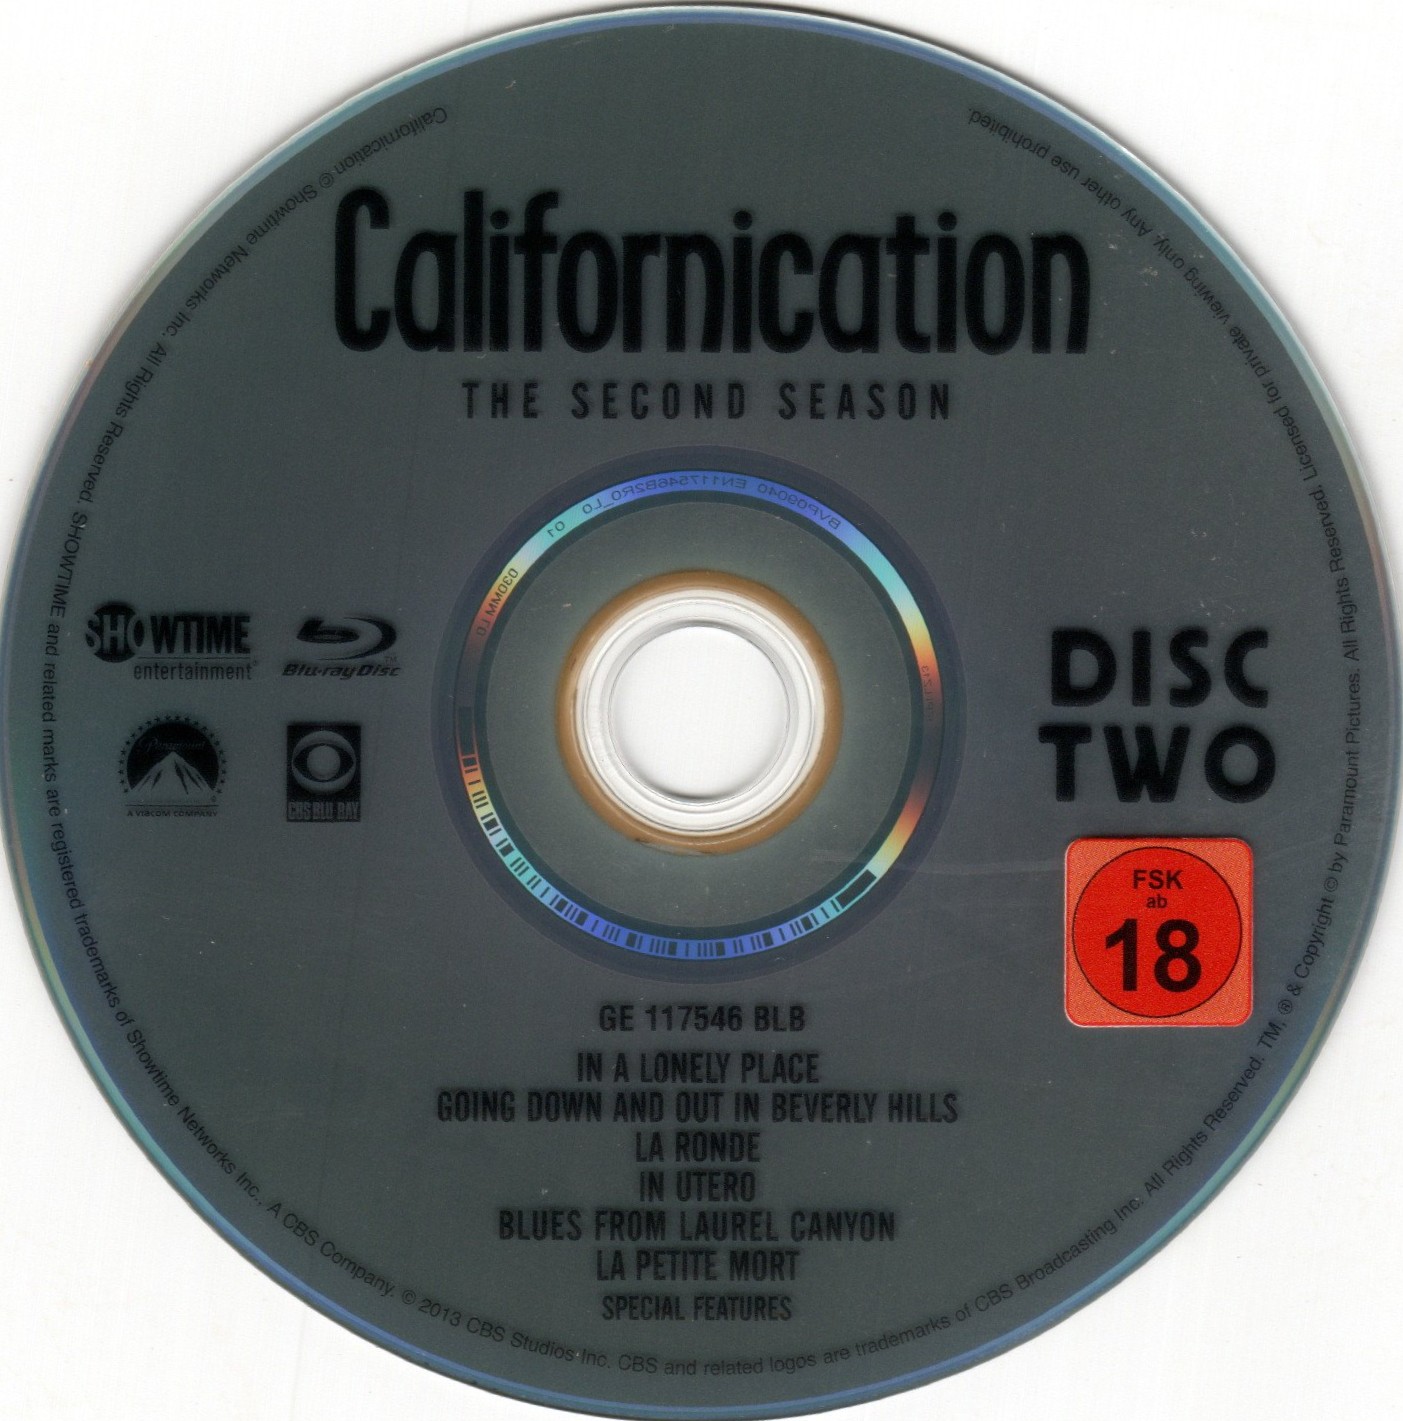 Californication
THE SECOND SEASON
SHOWTIME
entertainment®
Blu-ray Disc
TM
Paramount
A VIACOM COMPANY
CBS BLU-RAY
DISC
TWO
FSK
ab
18
GE 117546 BLB
IN A LONELY PLACE
GOING DOWN AND OUT IN BEVERLY HILLS
LA RONDE
IN UTERO
BLUES FROM LAUREL CANYON
LA PETITE MORT
SPECIAL FEATURES
Californication © Showtime Networks Inc. All Rights Reserved. SHOWTIME and related marks are registered trademarks of Showtime Networks Inc., A CBS Company. © 2013 CBS Studios Inc. CBS and related logos are trademarks of CBS Broadcasting Inc. All Rights Reserved. TM, ® & Copyright © by Paramount Pictures. All Rights Reserved. Licensed for private viewing only. Any other use prohibited.
BVP09040 EN117546B2R0_L0 01